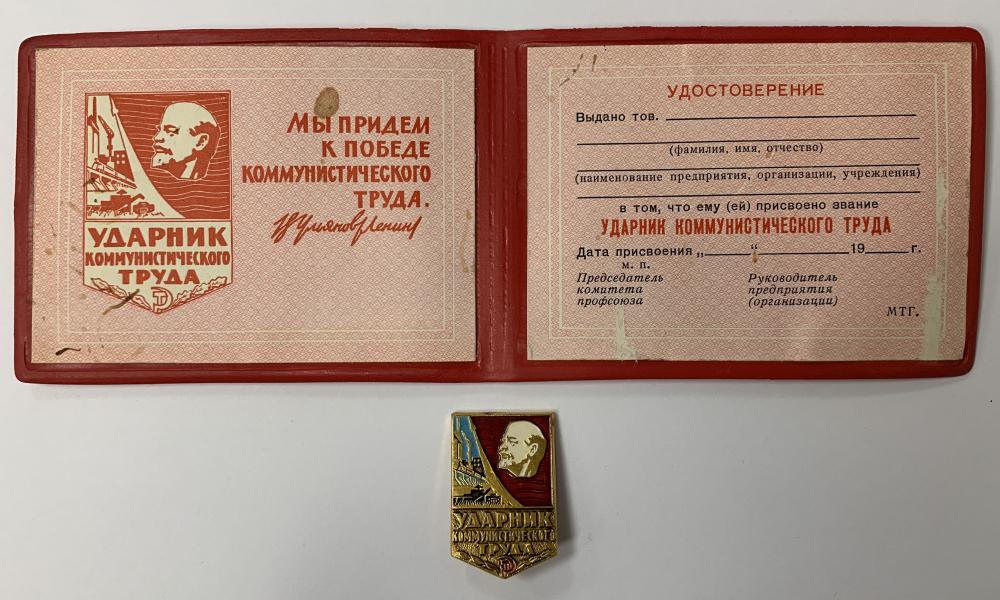 Мы придем
к победе
коммунистического
труда.
В.Ульянов/Ленин/
УДАРНИК
КОММУНИСТИЧЕСКОГО
ТРУДА
УДОСТОВЕРЕНИЕ
Выдано тов.
(фамилия, имя, отчество)
(наименование предприятия, организации, учреждения)
в том, что ему (ей) присвоено звание
УДАРНИК КОММУНИСТИЧЕСКОГО ТРУДА
Дата присвоения „ “ 19 г.
м. п.
Председатель
комитета
профсоюза
Руководитель
предприятия
(организации)
МТГ.
УДАРНИК
КОММУНИСТИЧЕСКОГО
ТРУДА